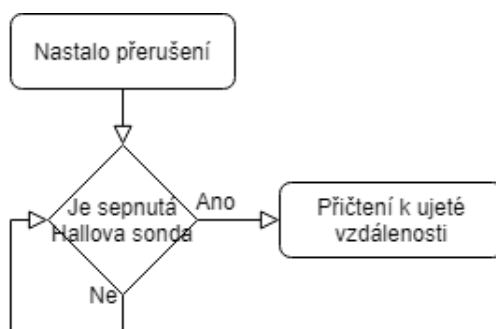 Nastalo přerušení
Je sepnutá
Hallova sonda
Ano
Přičtení k ujeté
vzdálenosti
Ne